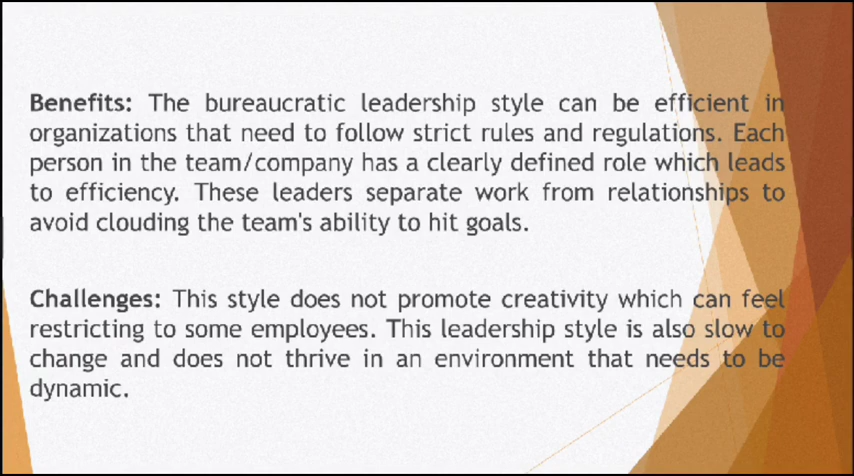 Benefits: The bureaucratic leadership style can be efficient in
organizations that need to follow strict rules and regulations. Each
person in the team/company has a clearly defined role which leads
to efficiency. These leaders separate work from relationships to
avoid clouding the team's ability to hit goals.
Challenges: This style does not promote creativity which can feel
restricting to some employees. This leadership style is also slow to
change and does not thrive in an environment that needs to be
dynamic.